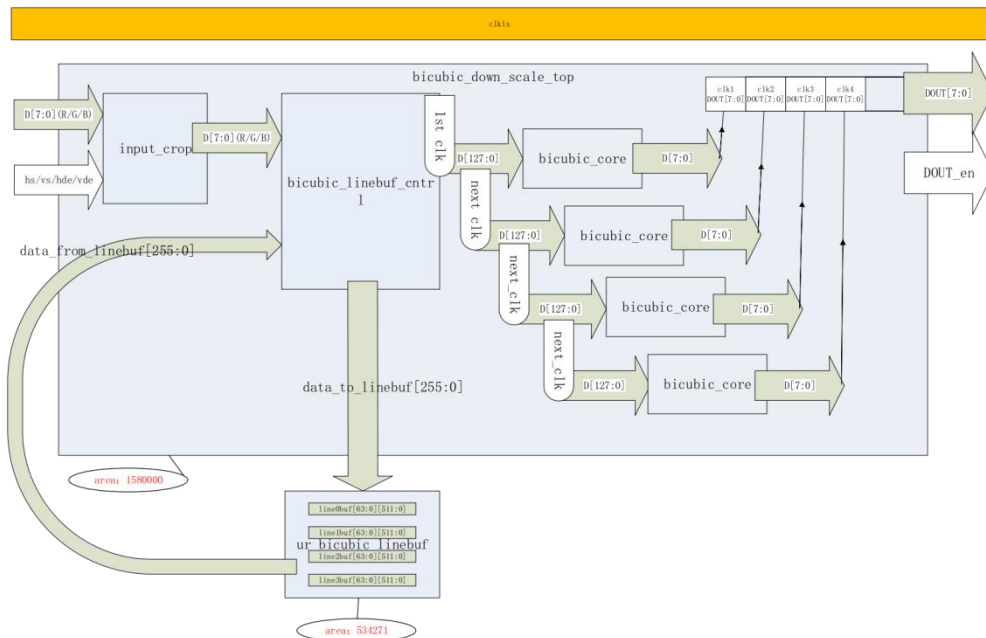 clk1x
bicubic_down_scale_top
clk1
DOUT[7:0]
clk2
DOUT[7:0]
clk3
DOUT[7:0]
clk4
DOUT[7:0]
DOUT[7:0]
D[7:0](R/G/B)
input_crop
D[7:0](R/G/B)
hs/vs/hde/vde
bicubic_linebuf_cntr
l
1st clk
D[127:0]
bicubic_core
D[7:0]
DOUT_en
next clk
D[127:0]
bicubic_core
D[7:0]
data_from_linebuf[255:0]
next_clk
D[127:0]
bicubic_core
D[7:0]
next_clk
D[127:0]
bicubic_core
D[7:0]
data_to_linebuf[255:0]
area: 1580000
line0buf[63:0][511:0]
line1buf[63:0][511:0]
ur_bicubic_linebuf
line2buf[63:0][511:0]
line3buf[63:0][511:0]
area: 534271